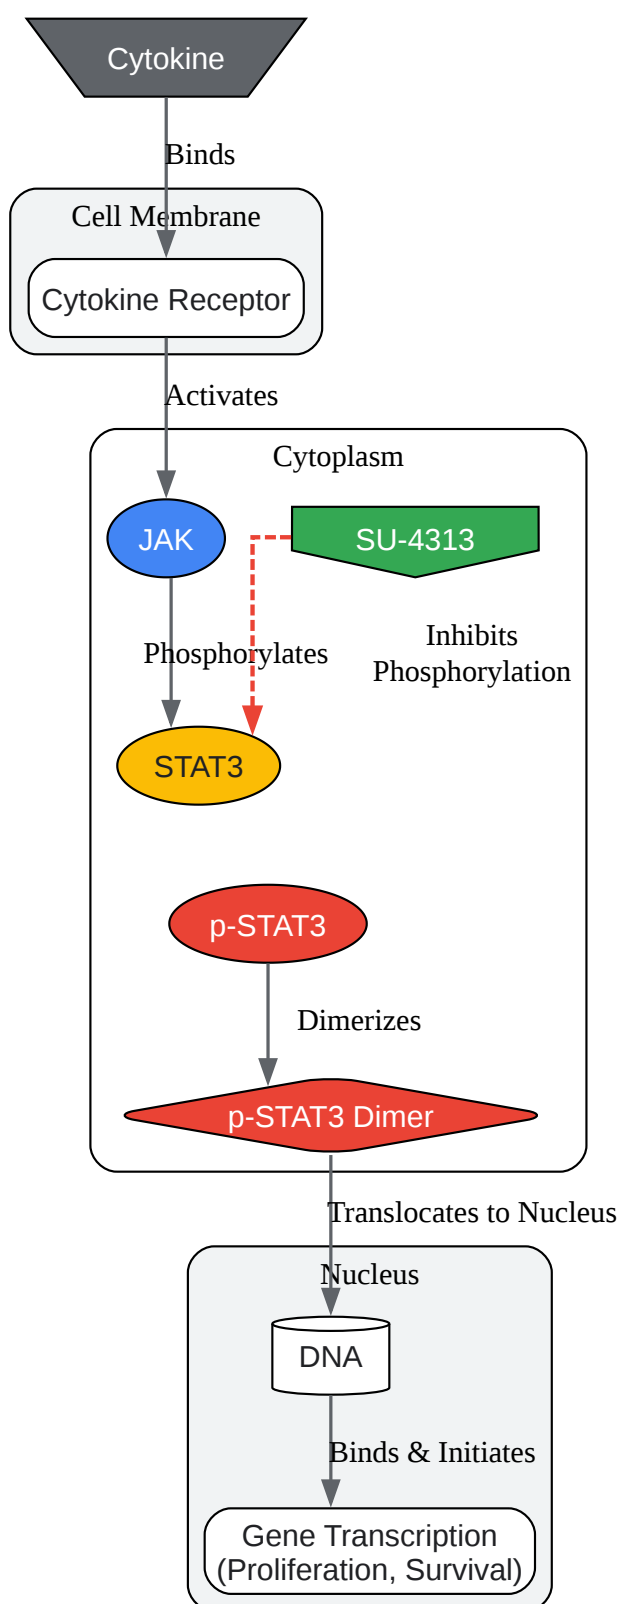 Cytokine
Binds
Cell Membrane
Cytokine Receptor
Activates
Cytoplasm
JAK
SU-4313
Inhibits
Phosphorylation
Phosphorylates
STAT3
p-STAT3
Dimerizes
p-STAT3 Dimer
Translocates to Nucleus
Nucleus
DNA
Binds & Initiates
Gene Transcription
(Proliferation, Survival)